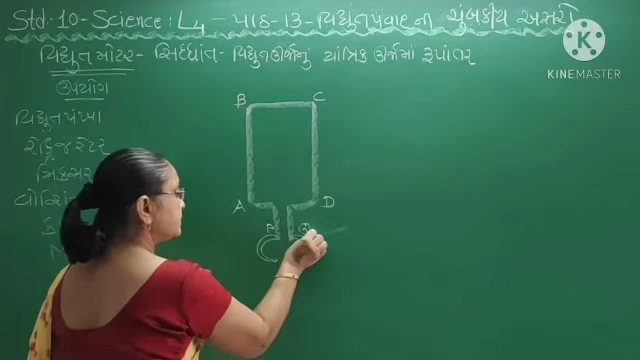 Std-10-Science: L4 - પાઠ-13-વિદ્યુતપ્રવાહની ચુંબકીય અસરો
વિદ્યુત મોટર - સિદ્ધાંત - વિદ્યુતઊર્જાનું યાંત્રિક ઊર્જામાં રૂપાંતર
ઉપયોગ
વિદ્યુતપંખા
રેફ્રિજરેટર
મિક્સર
વોશિં
B C
A D
KINEMASTER